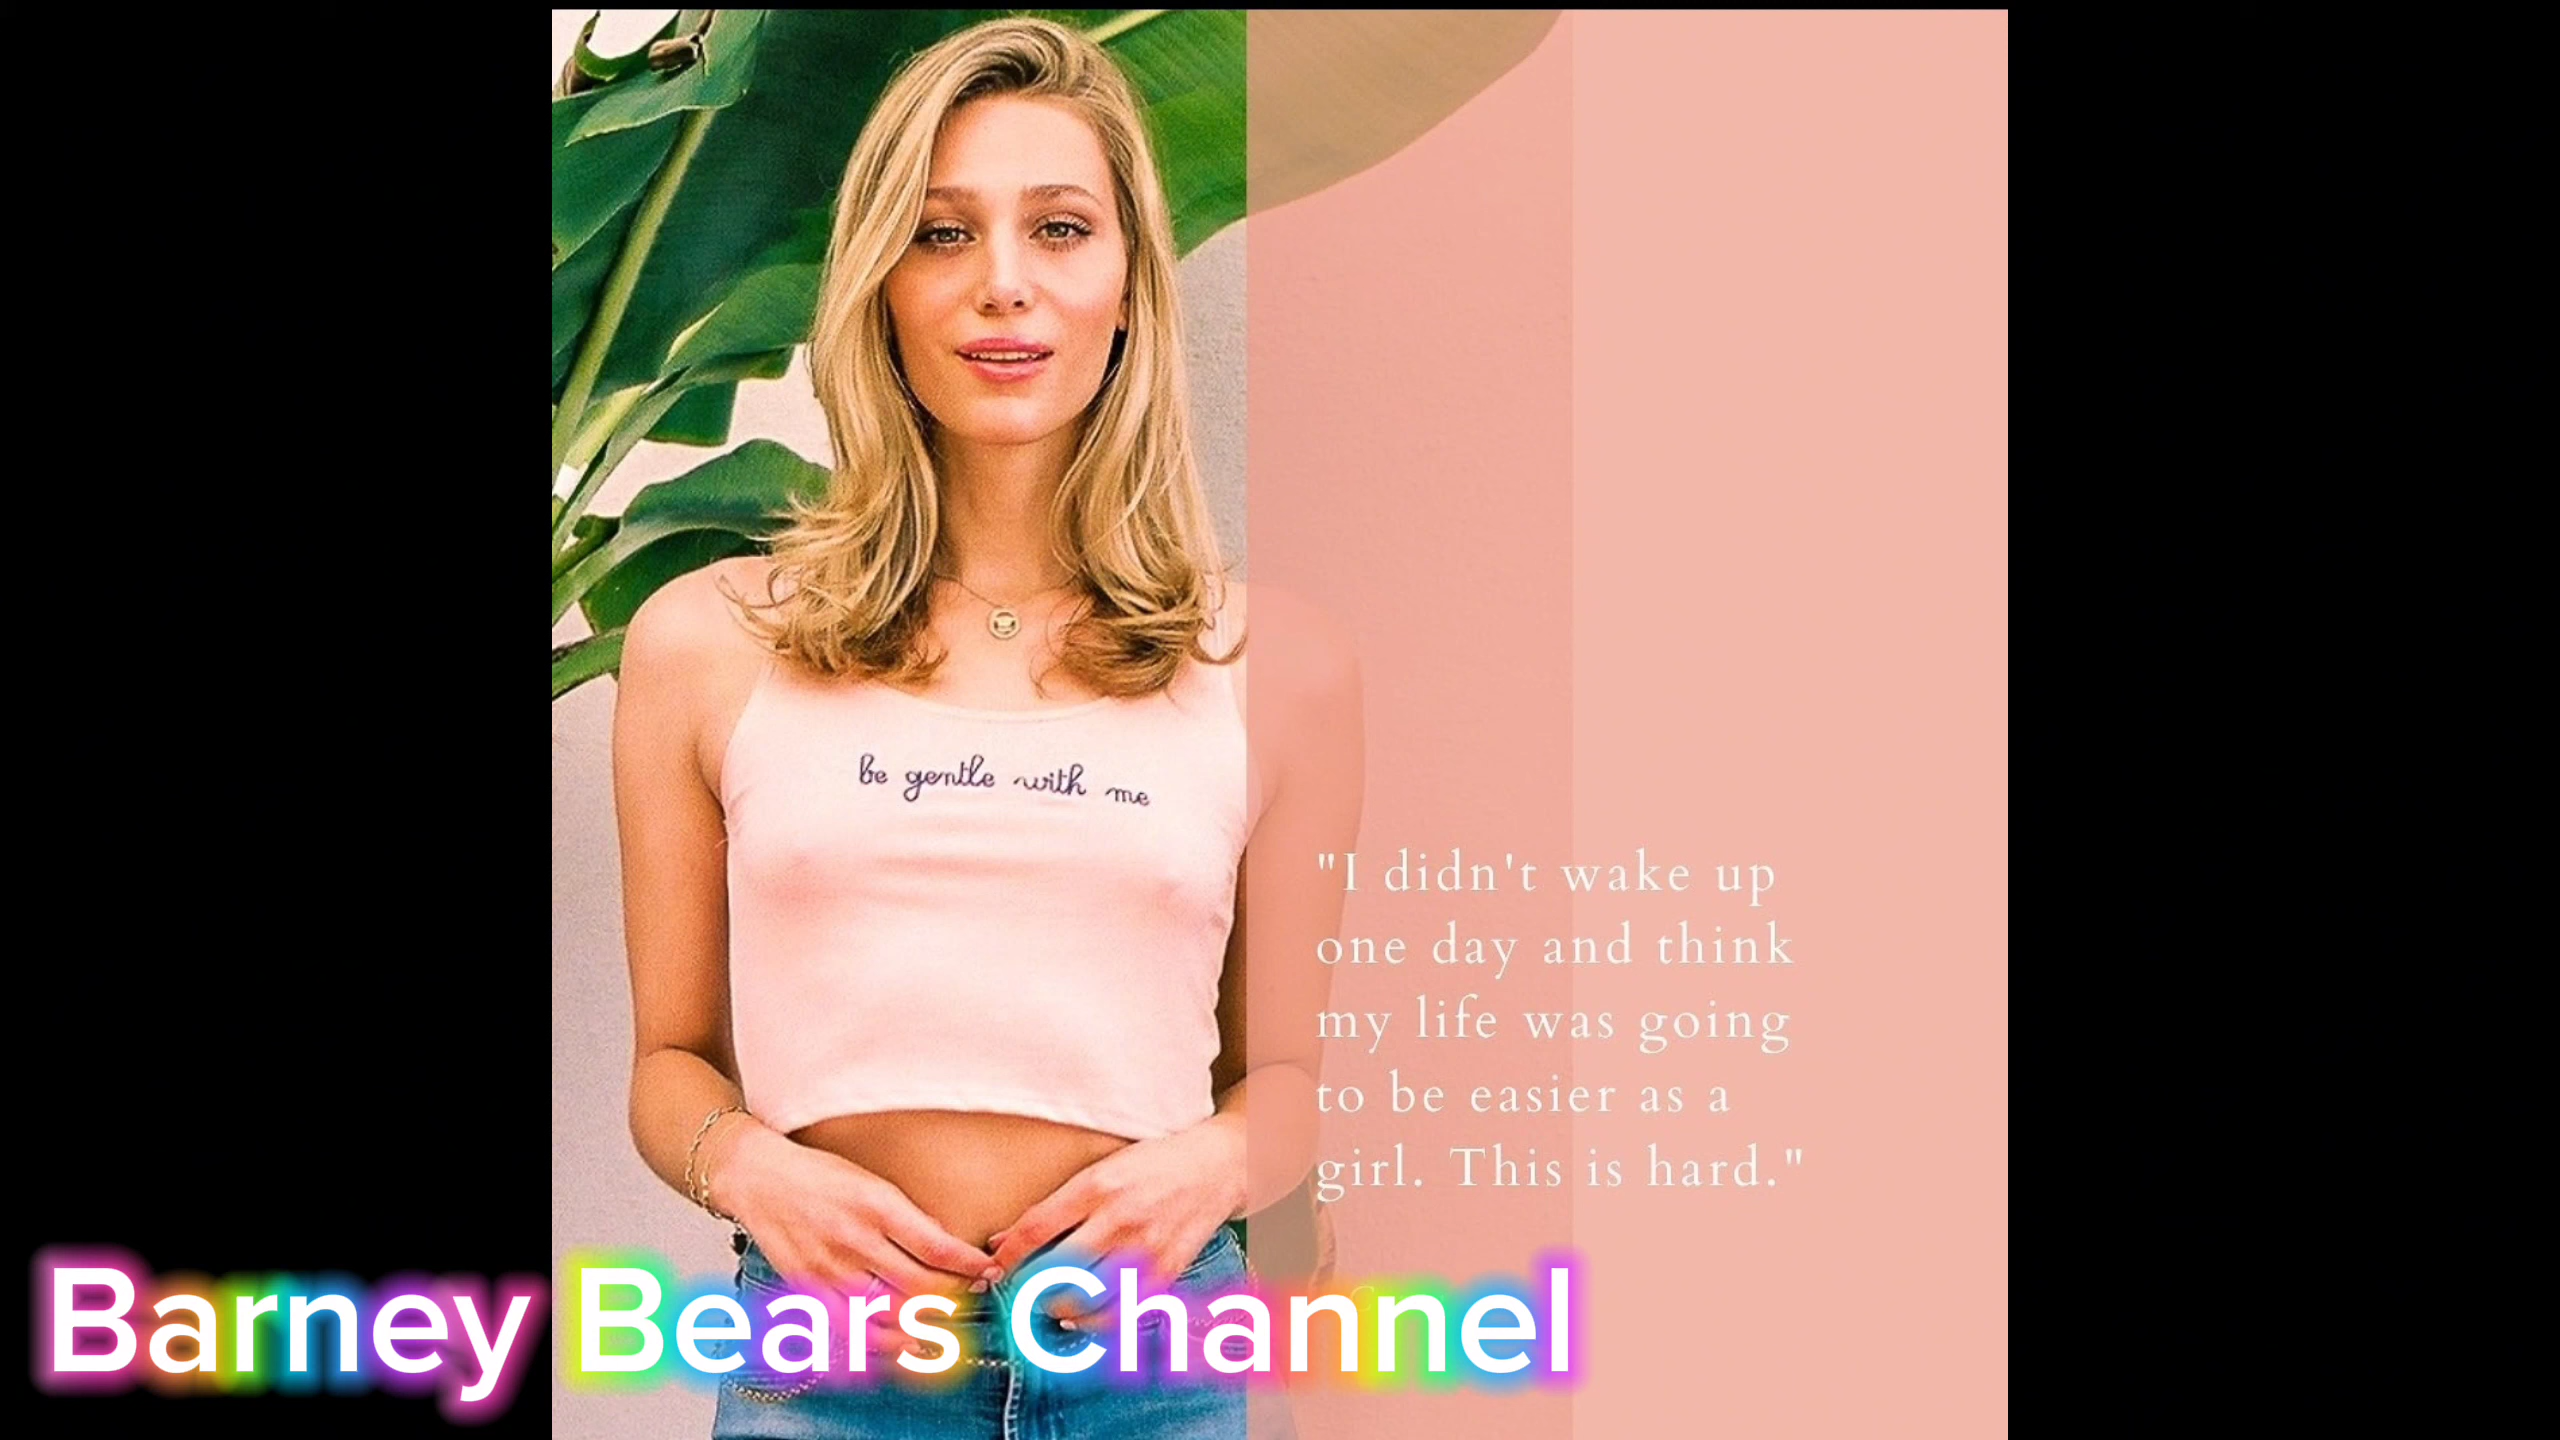 be gentle with me
"I didn't wake up
one day and think
my life was going
to be easier as a
girl. This is hard."
Barney Bears Channel